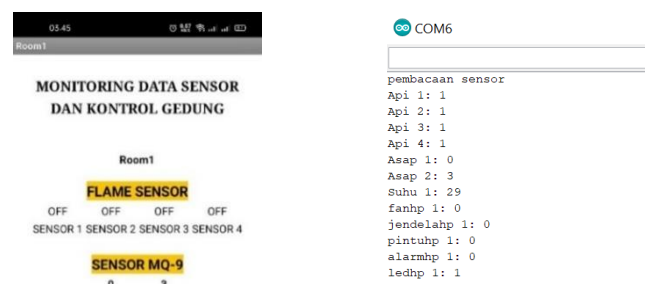 03.45
Room1
MONITORING DATA SENSOR
DAN KONTROL GEDUNG
Room1
FLAME SENSOR
OFF OFF OFF OFF
SENSOR 1 SENSOR 2 SENSOR 3 SENSOR 4
SENSOR MQ-9
0 3
COM6
pembacaan sensor
Api 1: 1
Api 2: 1
Api 3: 1
Api 4: 1
Asap 1: 0
Asap 2: 3
Suhu 1: 29
fanhp 1: 0
jendelahp 1: 0
pintuhp 1: 0
alarmhp 1: 0
ledhp 1: 1